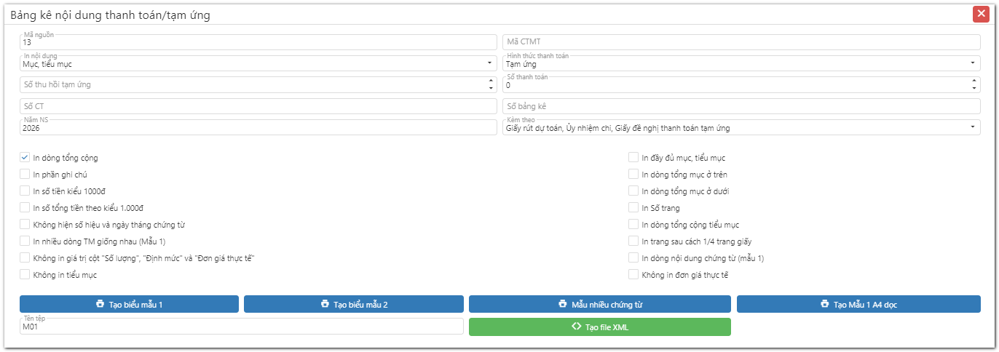 Bảng kê nội dung thanh toán/tạm ứng
Mã nguồn
13
Mã CTMT
In nội dung
Mục, tiểu mục
Hình thức thanh toán
Tạm ứng
Số thu hồi tạm ứng
Số thanh toán
0
Số CT
Số bảng kê
Năm NS
2026
Kèm theo
Giấy rút dự toán, Ủy nhiệm chi, Giấy đề nghị thanh toán tạm ứng
In dòng tổng cộng
In đầy đủ mục, tiểu mục
In phần ghi chú
In dòng tổng mục ở trên
In số tiền kiểu 1000đ
In dòng tổng mục ở dưới
In số tổng tiền theo kiểu 1.000đ
In Số trang
Không hiện số hiệu và ngày tháng chứng từ
In dòng tổng cộng tiểu mục
In nhiều dòng TM giống nhau (Mẫu 1)
In trang sau cách 1/4 trang giấy
Không in giá trị cột "Số lượng", "Định mức" và "Đơn giá thực tế"
In dòng nội dung chứng từ (mẫu 1)
Không in tiểu mục
Không in đơn giá thực tế
Tạo biểu mẫu 1
Tạo biểu mẫu 2
Mẫu nhiều chứng từ
Tạo Mẫu 1 A4 dọc
Tên tệp
M01
Tạo file XML